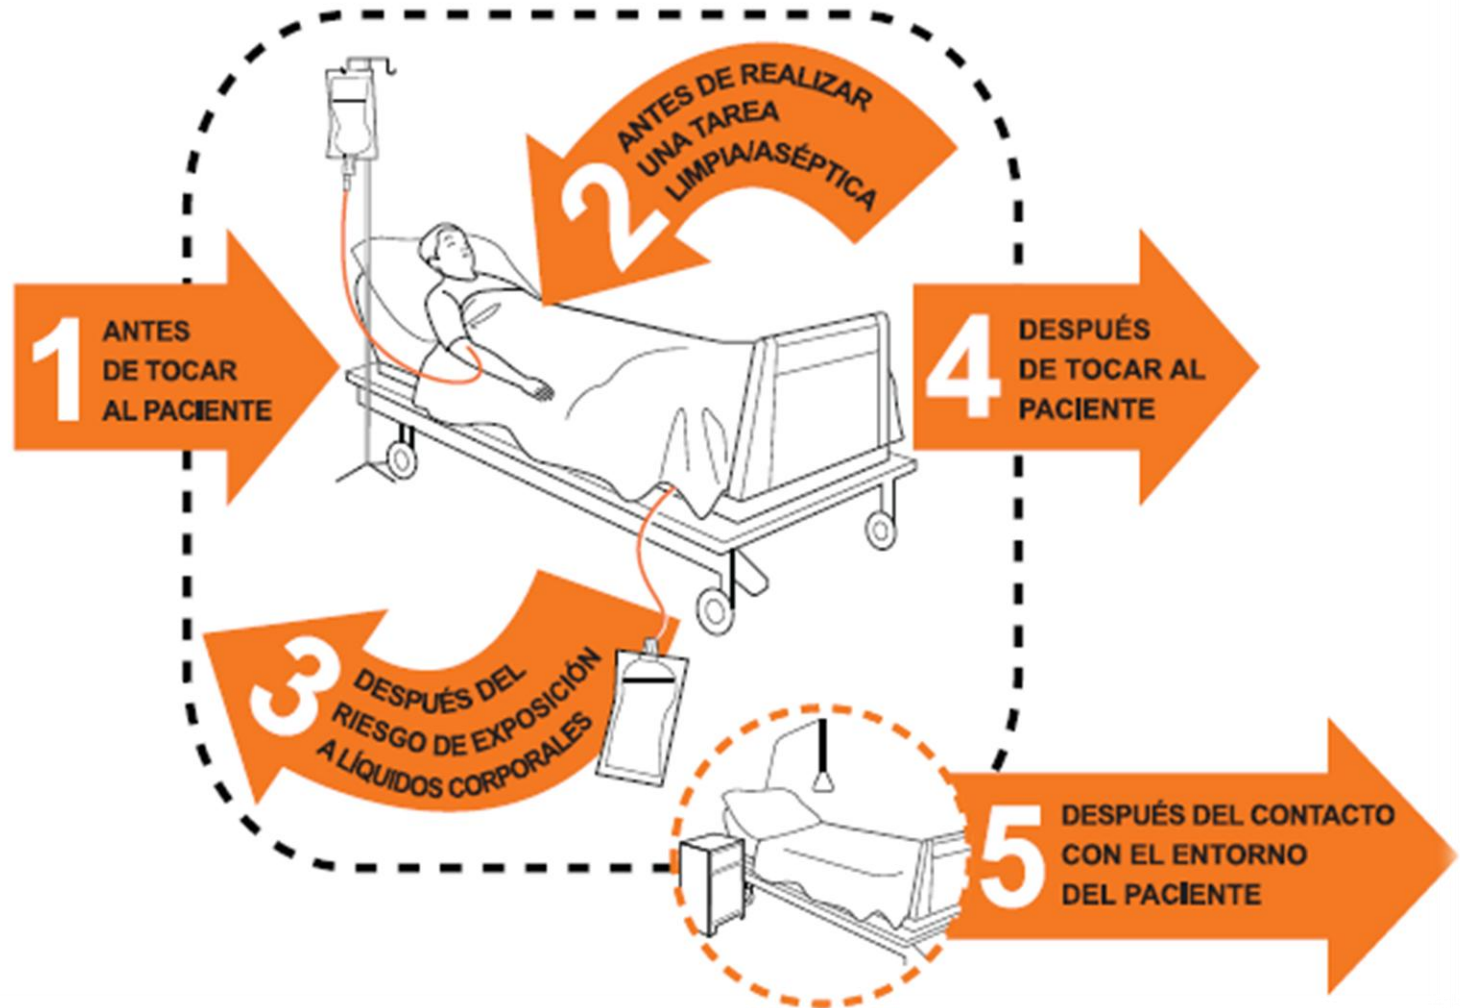 1 ANTES
DE TOCAR
AL PACIENTE
2 ANTES DE REALIZAR
UNA TAREA
LIMPIA/ASÉPTICA
3 DESPUÉS DEL
RIESGO DE EXPOSICIÓN
A LÍQUIDOS CORPORALES
4 DESPUÉS
DE TOCAR AL
PACIENTE
5 DESPUÉS DEL CONTACTO
CON EL ENTORNO
DEL PACIENTE